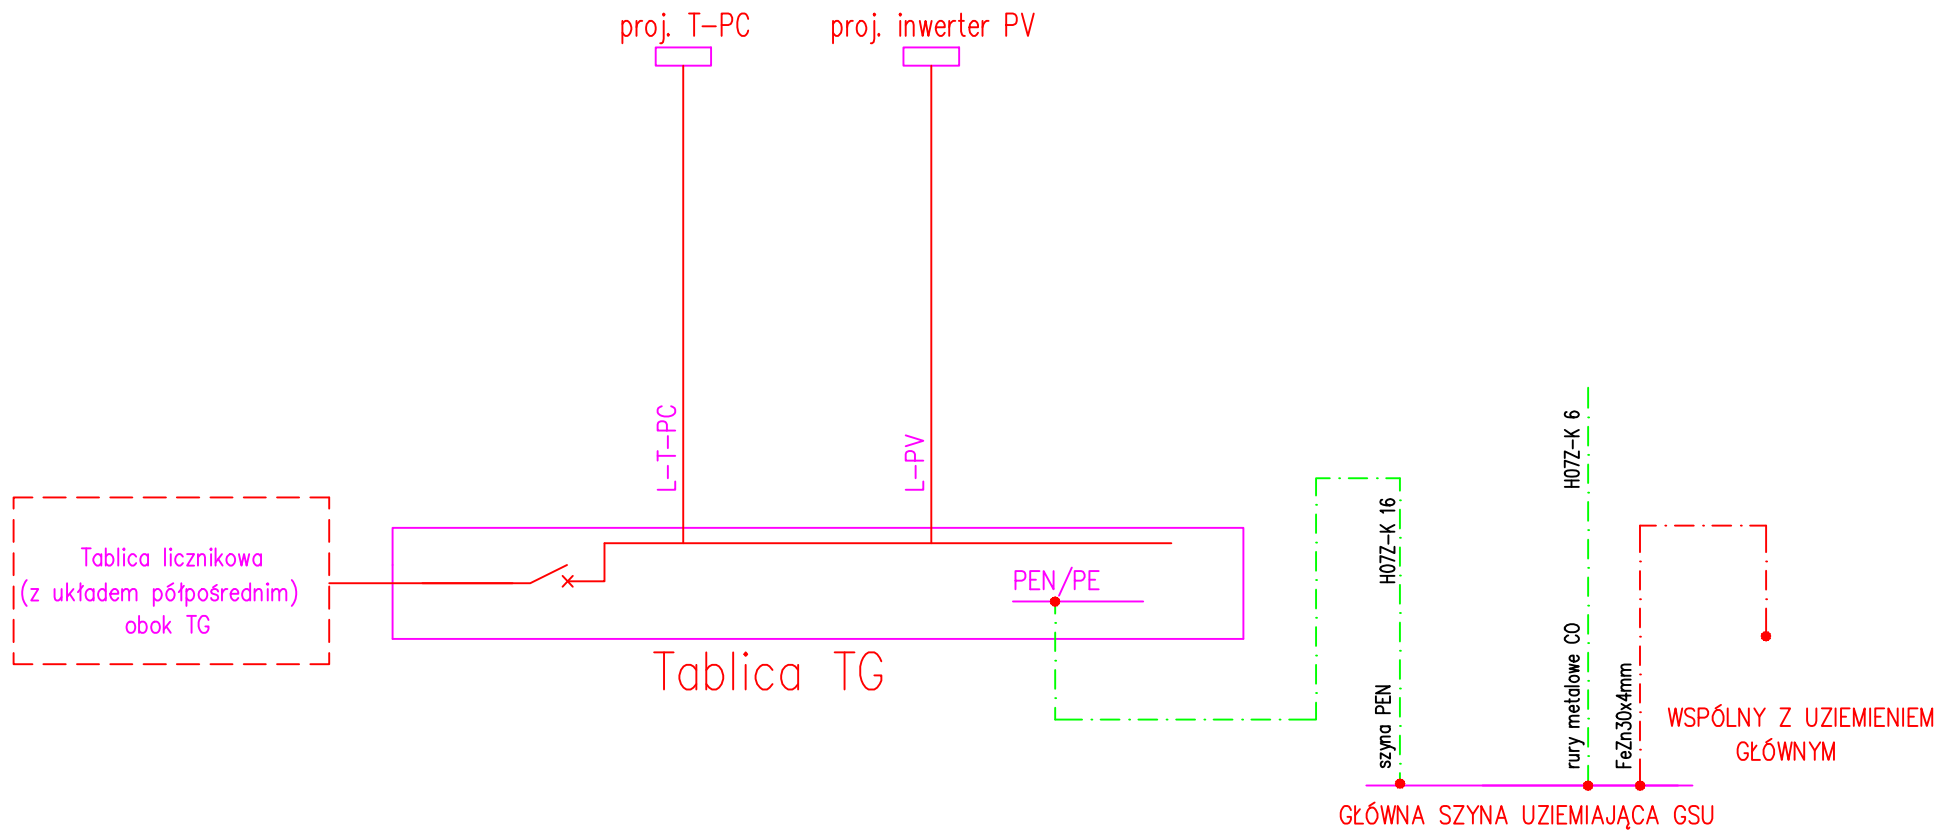 proj. T-PC
proj. inwerter PV
L-T-PC
L-PV
Tablica licznikowa
(z układem półpośrednim)
obok TG
PEN/PE
Tablica TG
H07Z-K 16
szyna PEN
H07Z-K 6
rury metalowe CO
FeZn30x4mm
WSPÓLNY Z UZIEMIENIEM
GŁÓWNYM
GŁÓWNA SZYNA UZIEMIAJĄCA GSU